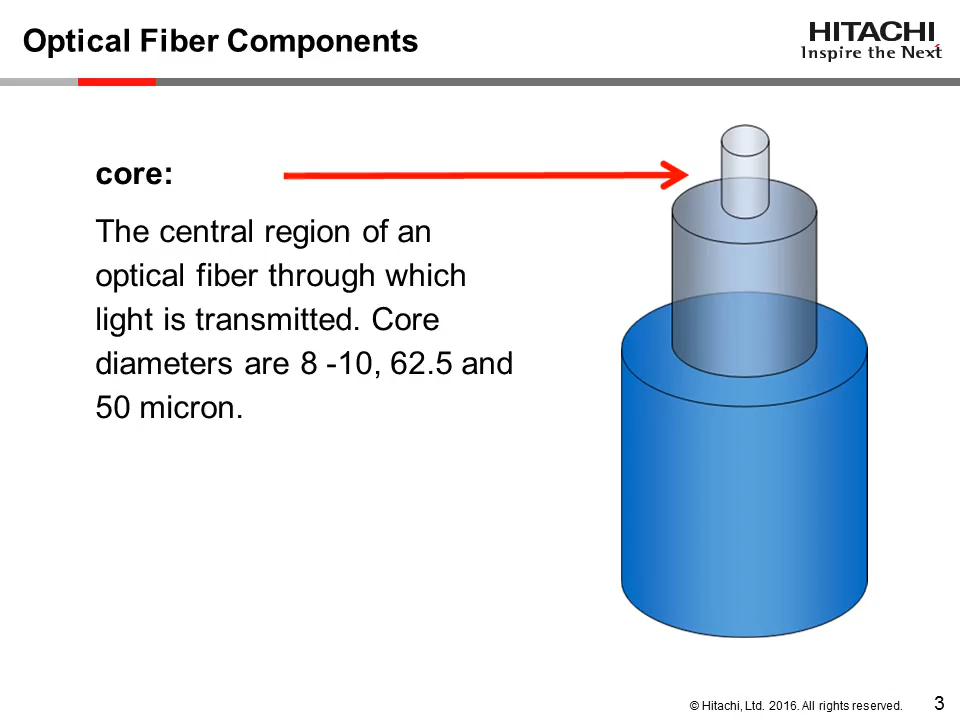 Optical Fiber Components
HITACHI
Inspire the Next
core:
The central region of an
optical fiber through which
light is transmitted. Core
diameters are 8 -10, 62.5 and
50 micron.
© Hitachi, Ltd. 2016. All rights reserved.
3